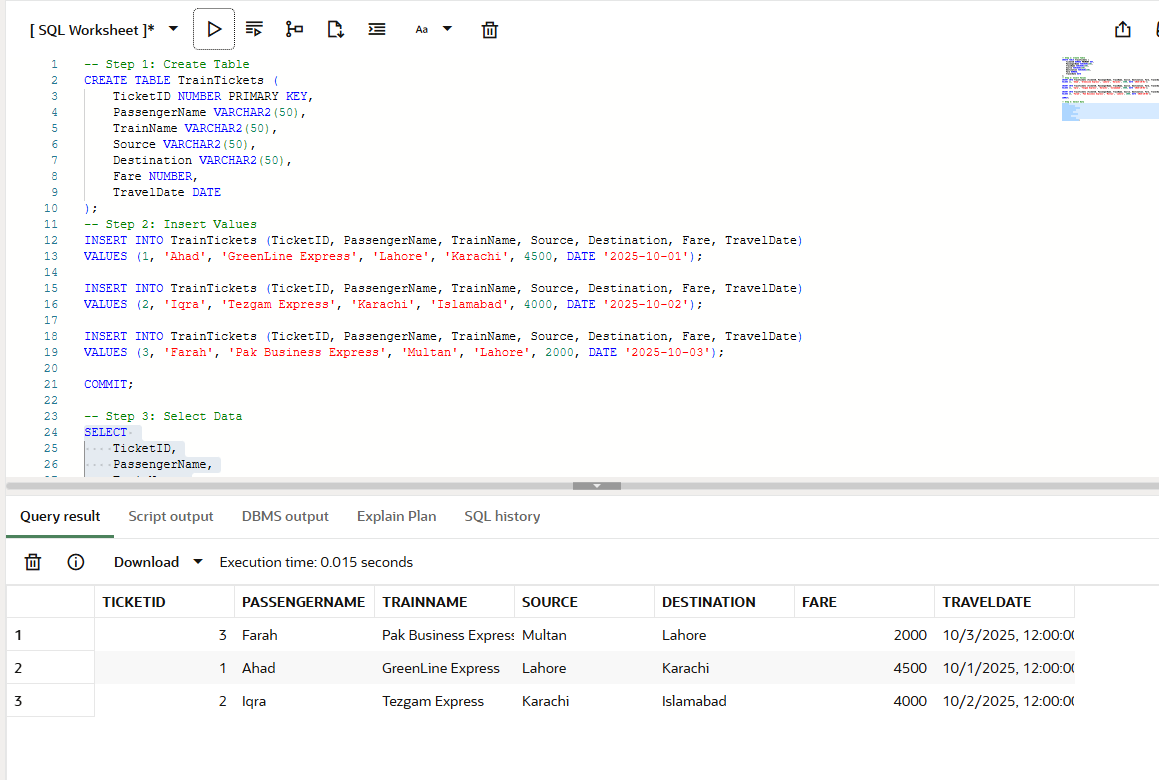 [ SQL Worksheet ]*
Aa
1 -- Step 1: Create Table
2 CREATE TABLE TrainTickets (
3 TicketID NUMBER PRIMARY KEY,
4 PassengerName VARCHAR2(50),
5 TrainName VARCHAR2(50),
6 Source VARCHAR2(50),
7 Destination VARCHAR2(50),
8 Fare NUMBER,
9 TravelDate DATE
10 );
11 -- Step 2: Insert Values
12 INSERT INTO TrainTickets (TicketID, PassengerName, TrainName, Source, Destination, Fare, TravelDate)
13 VALUES (1, 'Ahad', 'GreenLine Express', 'Lahore', 'Karachi', 4500, DATE '2025-10-01');
14
15 INSERT INTO TrainTickets (TicketID, PassengerName, TrainName, Source, Destination, Fare, TravelDate)
16 VALUES (2, 'Iqra', 'Tezgam Express', 'Karachi', 'Islamabad', 4000, DATE '2025-10-02');
17
18 INSERT INTO TrainTickets (TicketID, PassengerName, TrainName, Source, Destination, Fare, TravelDate)
19 VALUES (3, 'Farah', 'Pak Business Express', 'Multan', 'Lahore', 2000, DATE '2025-10-03');
20
21 COMMIT;
22
23 -- Step 3: Select Data
24 SELECT
25 TicketID,
26 PassengerName,
Query result Script output DBMS output Explain Plan SQL history
Download Execution time: 0.015 seconds
TICKETID PASSENGERNAME TRAINNAME SOURCE DESTINATION FARE TRAVELDATE
1 3 Farah Pak Business Express Multan Lahore 2000 10/3/2025, 12:00:00
2 1 Ahad GreenLine Express Lahore Karachi 4500 10/1/2025, 12:00:00
3 2 Iqra Tezgam Express Karachi Islamabad 4000 10/2/2025, 12:00:00